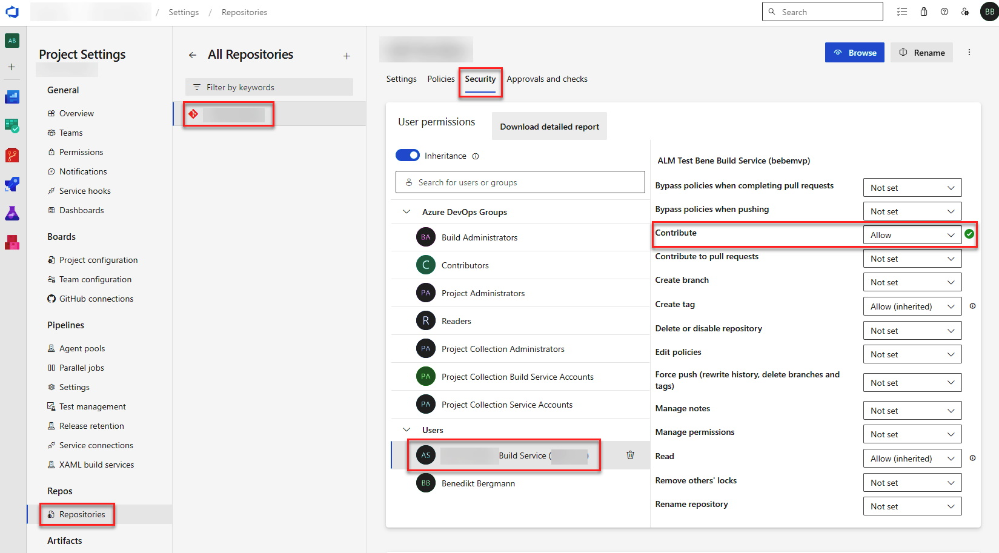 / Settings / Repositories
Search
BB
AB
Project Settings
General
Overview
Teams
Permissions
Notifications
Service hooks
Dashboards
Boards
Project configuration
Team configuration
GitHub connections
Pipelines
Agent pools
Parallel jobs
Settings
Test management
Release retention
Service connections
XAML build services
Repos
Repositories
Artifacts
All Repositories
Filter by keywords
Browse
Rename
Settings
Policies
Security
Approvals and checks
User permissions
Download detailed report
Inheritance
Search for users or groups
Azure DevOps Groups
BA Build Administrators
C Contributors
PA Project Administrators
R Readers
PA Project Collection Administrators
PA Project Collection Build Service Accounts
PA Project Collection Service Accounts
Users
AS Build Service ( )
BB Benedikt Bergmann
ALM Test Bene Build Service (bebemvp)
Bypass policies when completing pull requests Not set
Bypass policies when pushing Not set
Contribute Allow
Contribute to pull requests Not set
Create branch Not set
Create tag Allow (inherited)
Delete or disable repository Not set
Edit policies Not set
Force push (rewrite history, delete branches and
tags) Not set
Manage notes Not set
Manage permissions Not set
Read Allow (inherited)
Remove others' locks Not set
Rename repository Not set